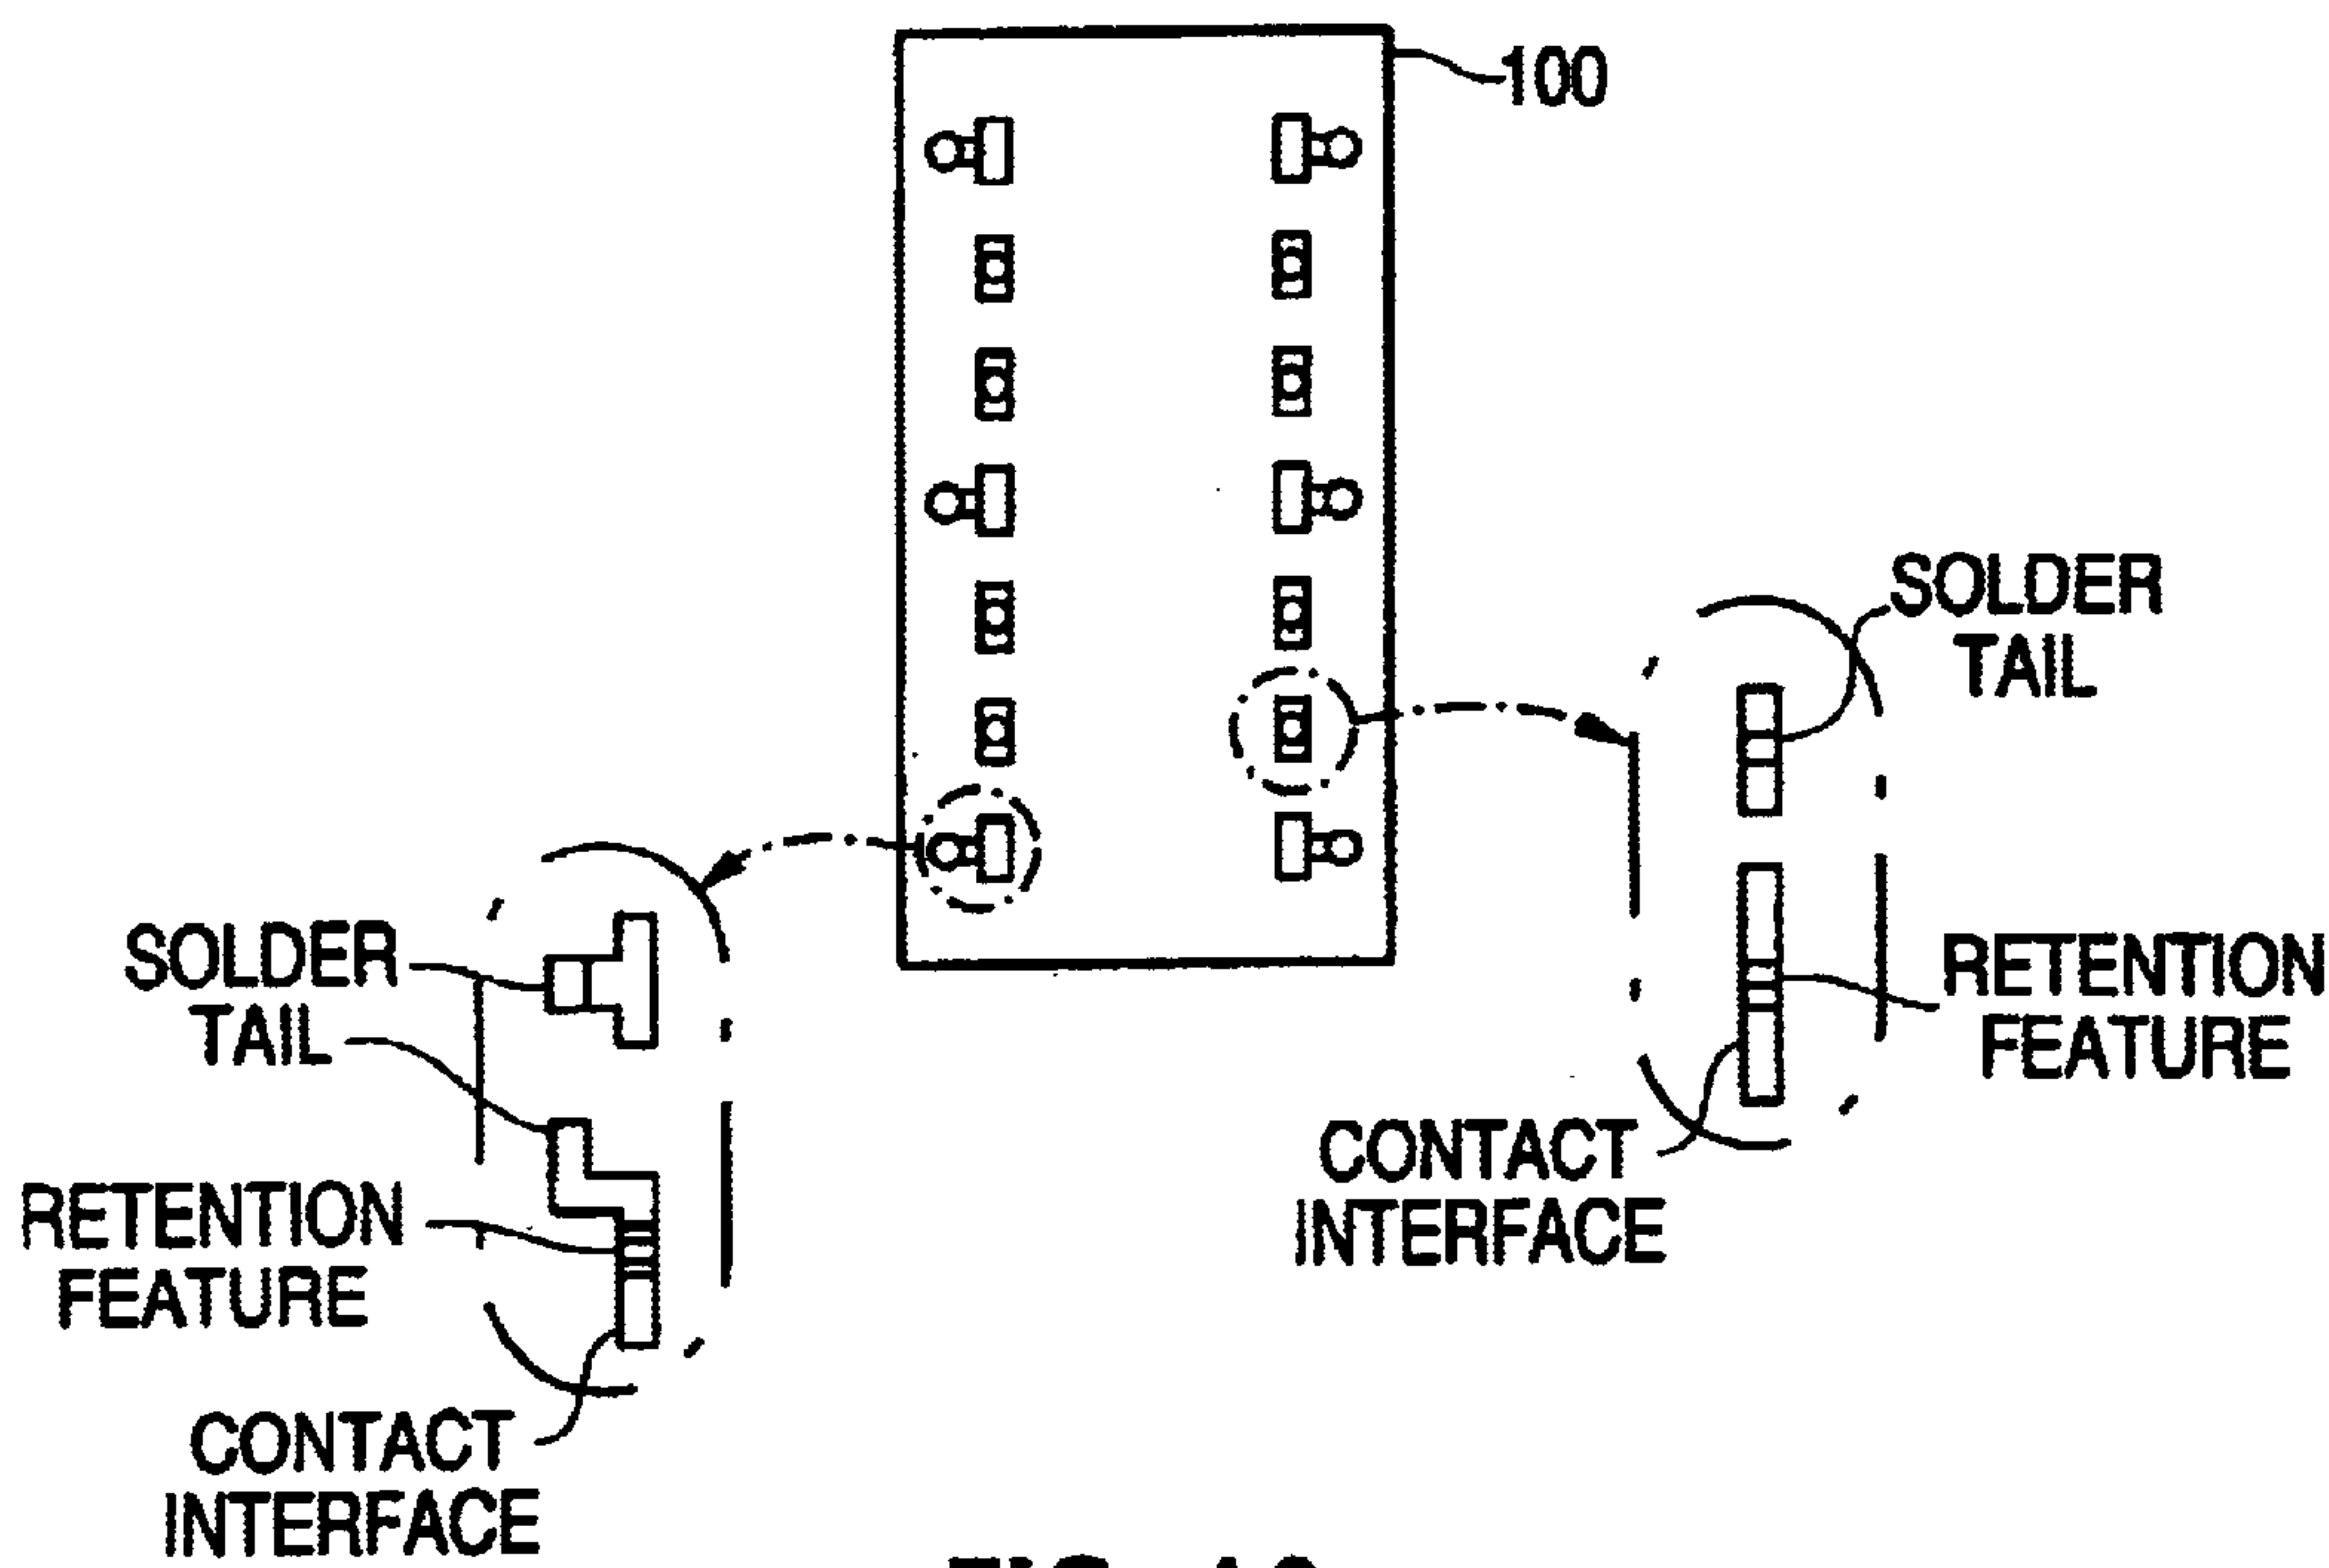 100
SOLDER
TAIL
SOLDER
TAIL
RETENTION
FEATURE
CONTACT
INTERFACE
RETENTION
FEATURE
CONTACT
INTERFACE